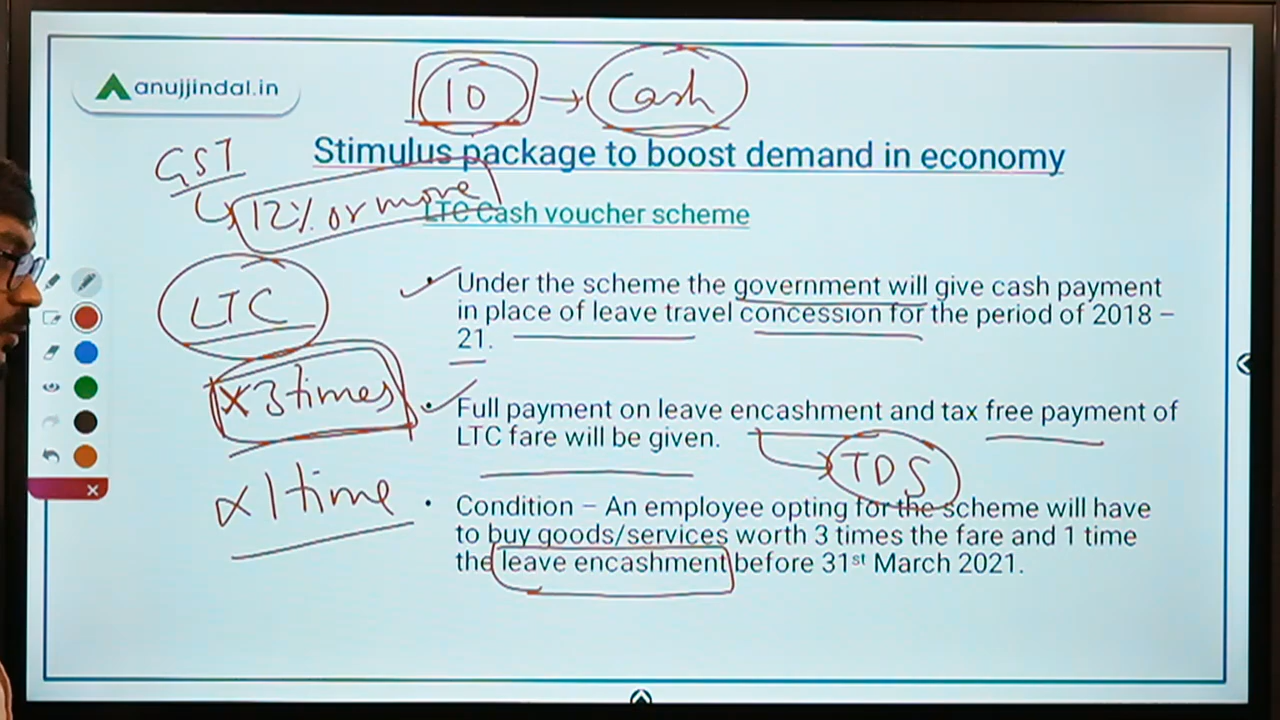 10 → Cash
anujjindal.in
Stimulus package to boost demand in economy
GST
12% or more
LTC Cash voucher scheme
LTC
• Under the scheme the government will give cash payment
in place of leave travel concession for the period of 2018 –
21.
x 3 times
• Full payment on leave encashment and tax free payment of
LTC fare will be given.
TDS
x 1 time
• Condition – An employee opting for the scheme will have
to buy goods/services worth 3 times the fare and 1 time
the leave encashment before 31st March 2021.